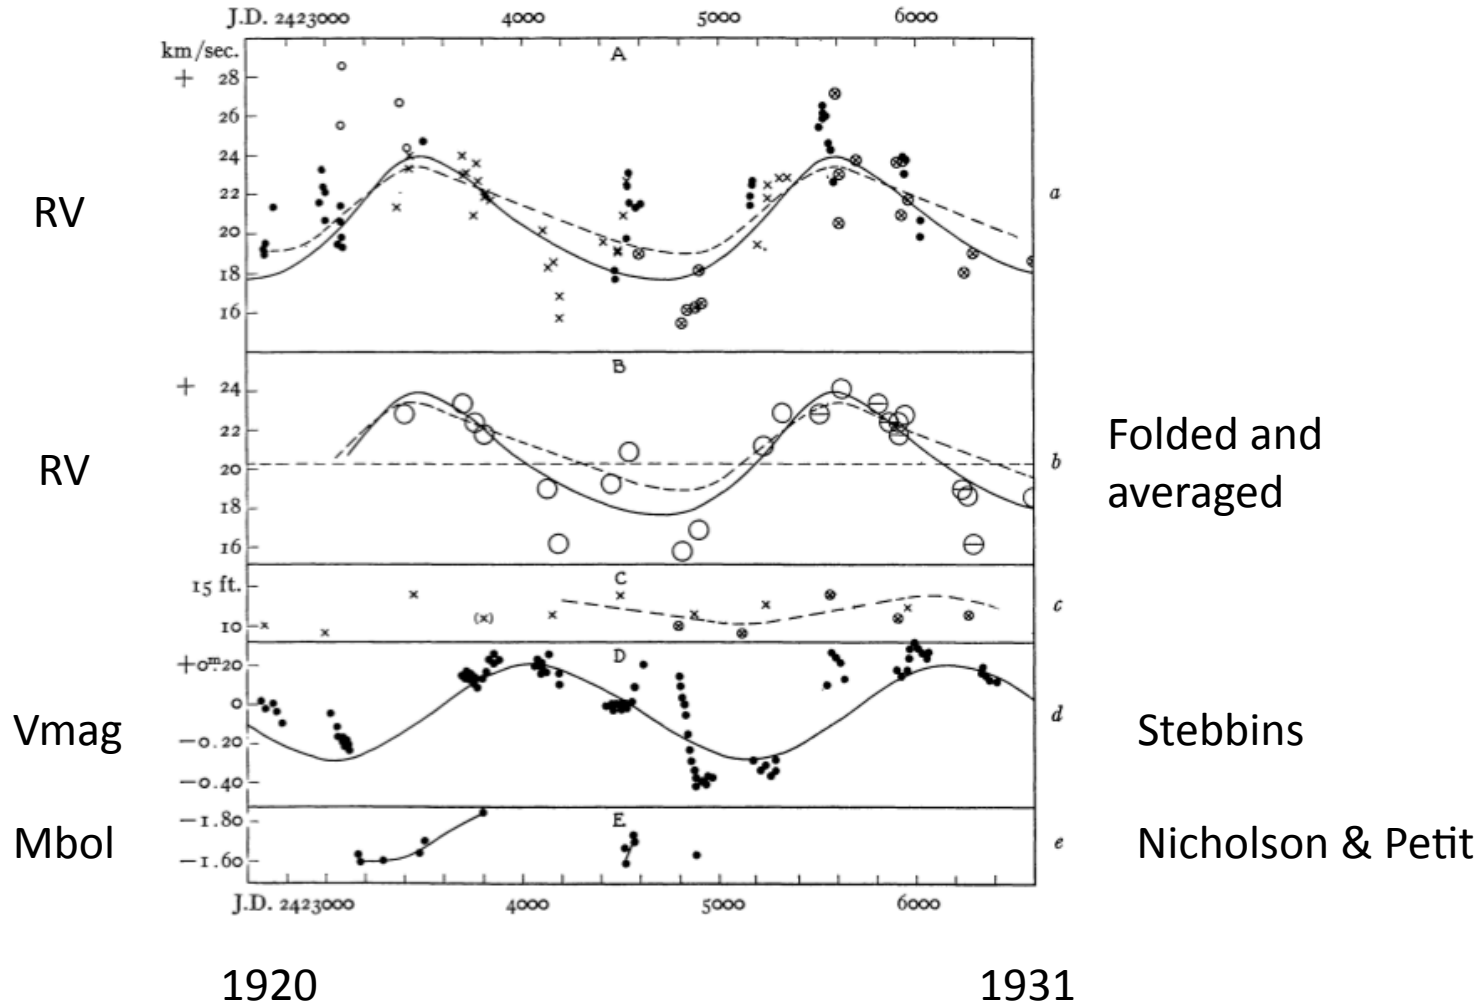 J.D. 2423000 4000 5000 6000
km/sec.
A
+ 28
26
24
22
20
18
16
RV
a
B
+ 24
22
20
18
16
RV
b
Folded and
averaged
C
15 ft.
10
c
D
+0ᵐ.20
0
−0.20
−0.40
Vmag
d
Stebbins
E
−1.80
−1.60
Mbol
e
Nicholson & Petit
J.D. 2423000 4000 5000 6000
1920 1931